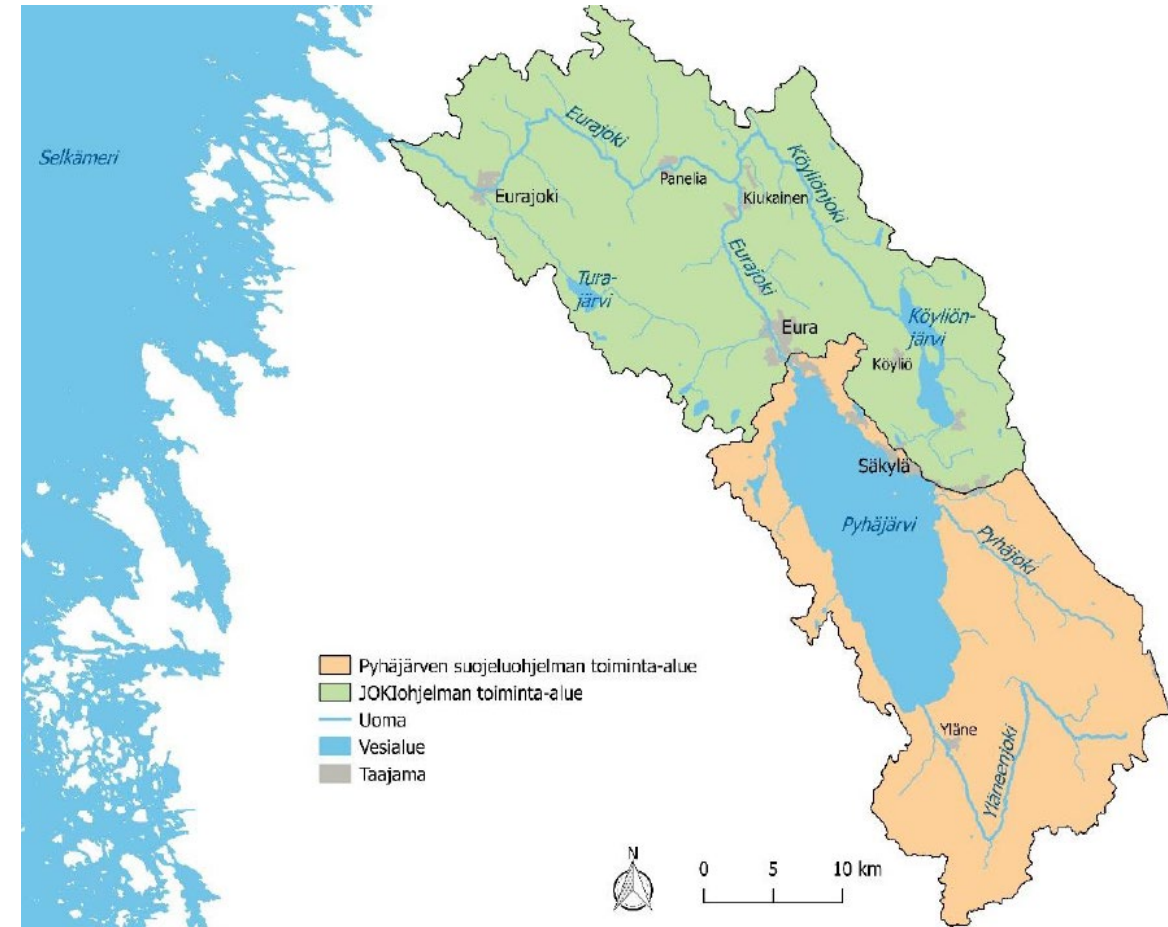 Selkämeri
Eurajoki
Köyliönjoki
Panelia
Kiukainen
Eurajoki
Eurajoki
Tura-
järvi
Eura
Köyliön-
järvi
Köyliö
Säkylä
Pyhäjärvi
Pyhäjoki
Yläne
Yläneenjoki
Pyhäjärven suojeluohjelman toiminta-alue
JOKIohjelman toiminta-alue
Uoma
Vesialue
Taajama
N
0 5 10 km